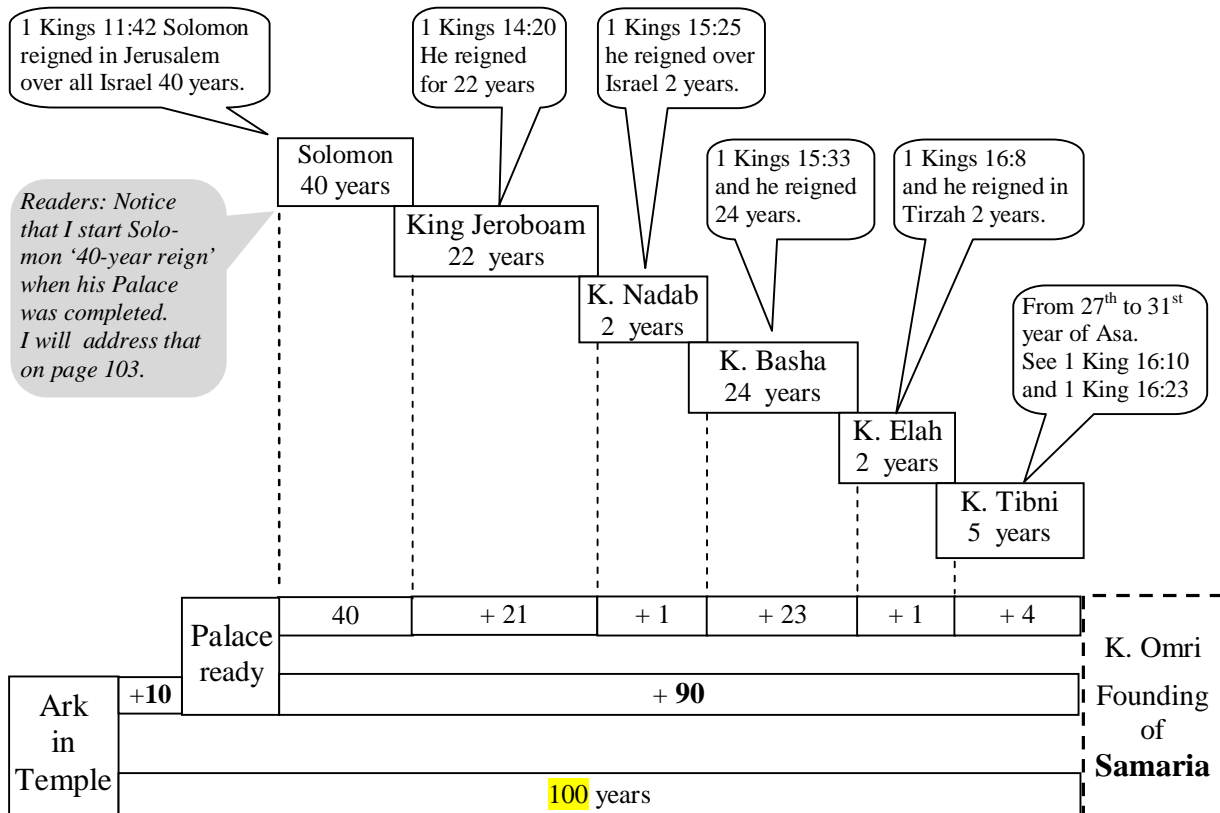 1 Kings 11:42 Solomon
reigned in Jerusalem
over all Israel 40 years.
1 Kings 14:20
He reigned
for 22 years
1 Kings 15:25
he reigned over
Israel 2 years.
Solomon
40 years
Readers: Notice
that I start Solo-
mon ‘40-year reign’
when his Palace
was completed.
I will address that
on page 103.
King Jeroboam
22 years
1 Kings 15:33
and he reigned
24 years.
1 Kings 16:8
and he reigned in
Tirzah 2 years.
K. Nadab
2 years
From 27th to 31st
year of Asa.
See 1 King 16:10
and 1 King 16:23
K. Basha
24 years
K. Elah
2 years
K. Tibni
5 years
40
+ 21
+ 1
+ 23
+ 1
+ 4
Palace
ready
+10
+ 90
Ark
in
Temple
100 years
K. Omri
Founding
of
Samaria